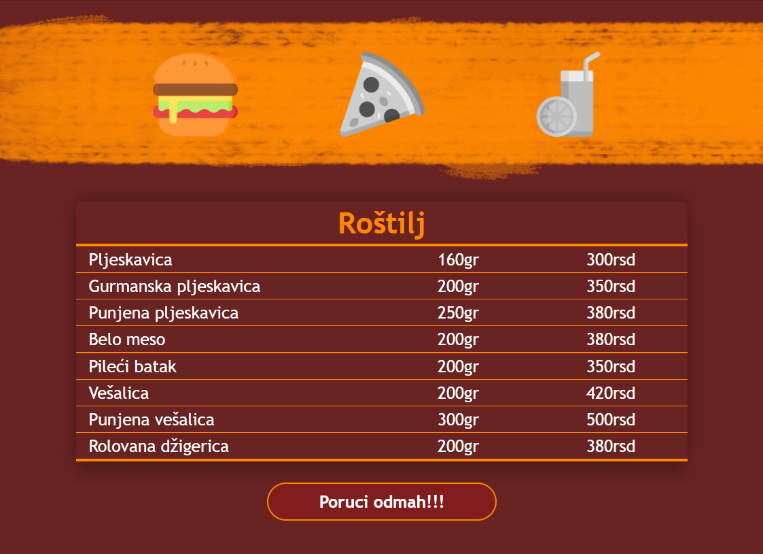 Roštilj
Pljeskavica 160gr 300rsd
Gurmanska pljeskavica 200gr 350rsd
Punjena pljeskavica 250gr 380rsd
Belo meso 200gr 380rsd
Pileći batak 200gr 350rsd
Vešalica 200gr 420rsd
Punjena vešalica 300gr 500rsd
Rolovana džigerica 200gr 380rsd
Poruci odmah!!!